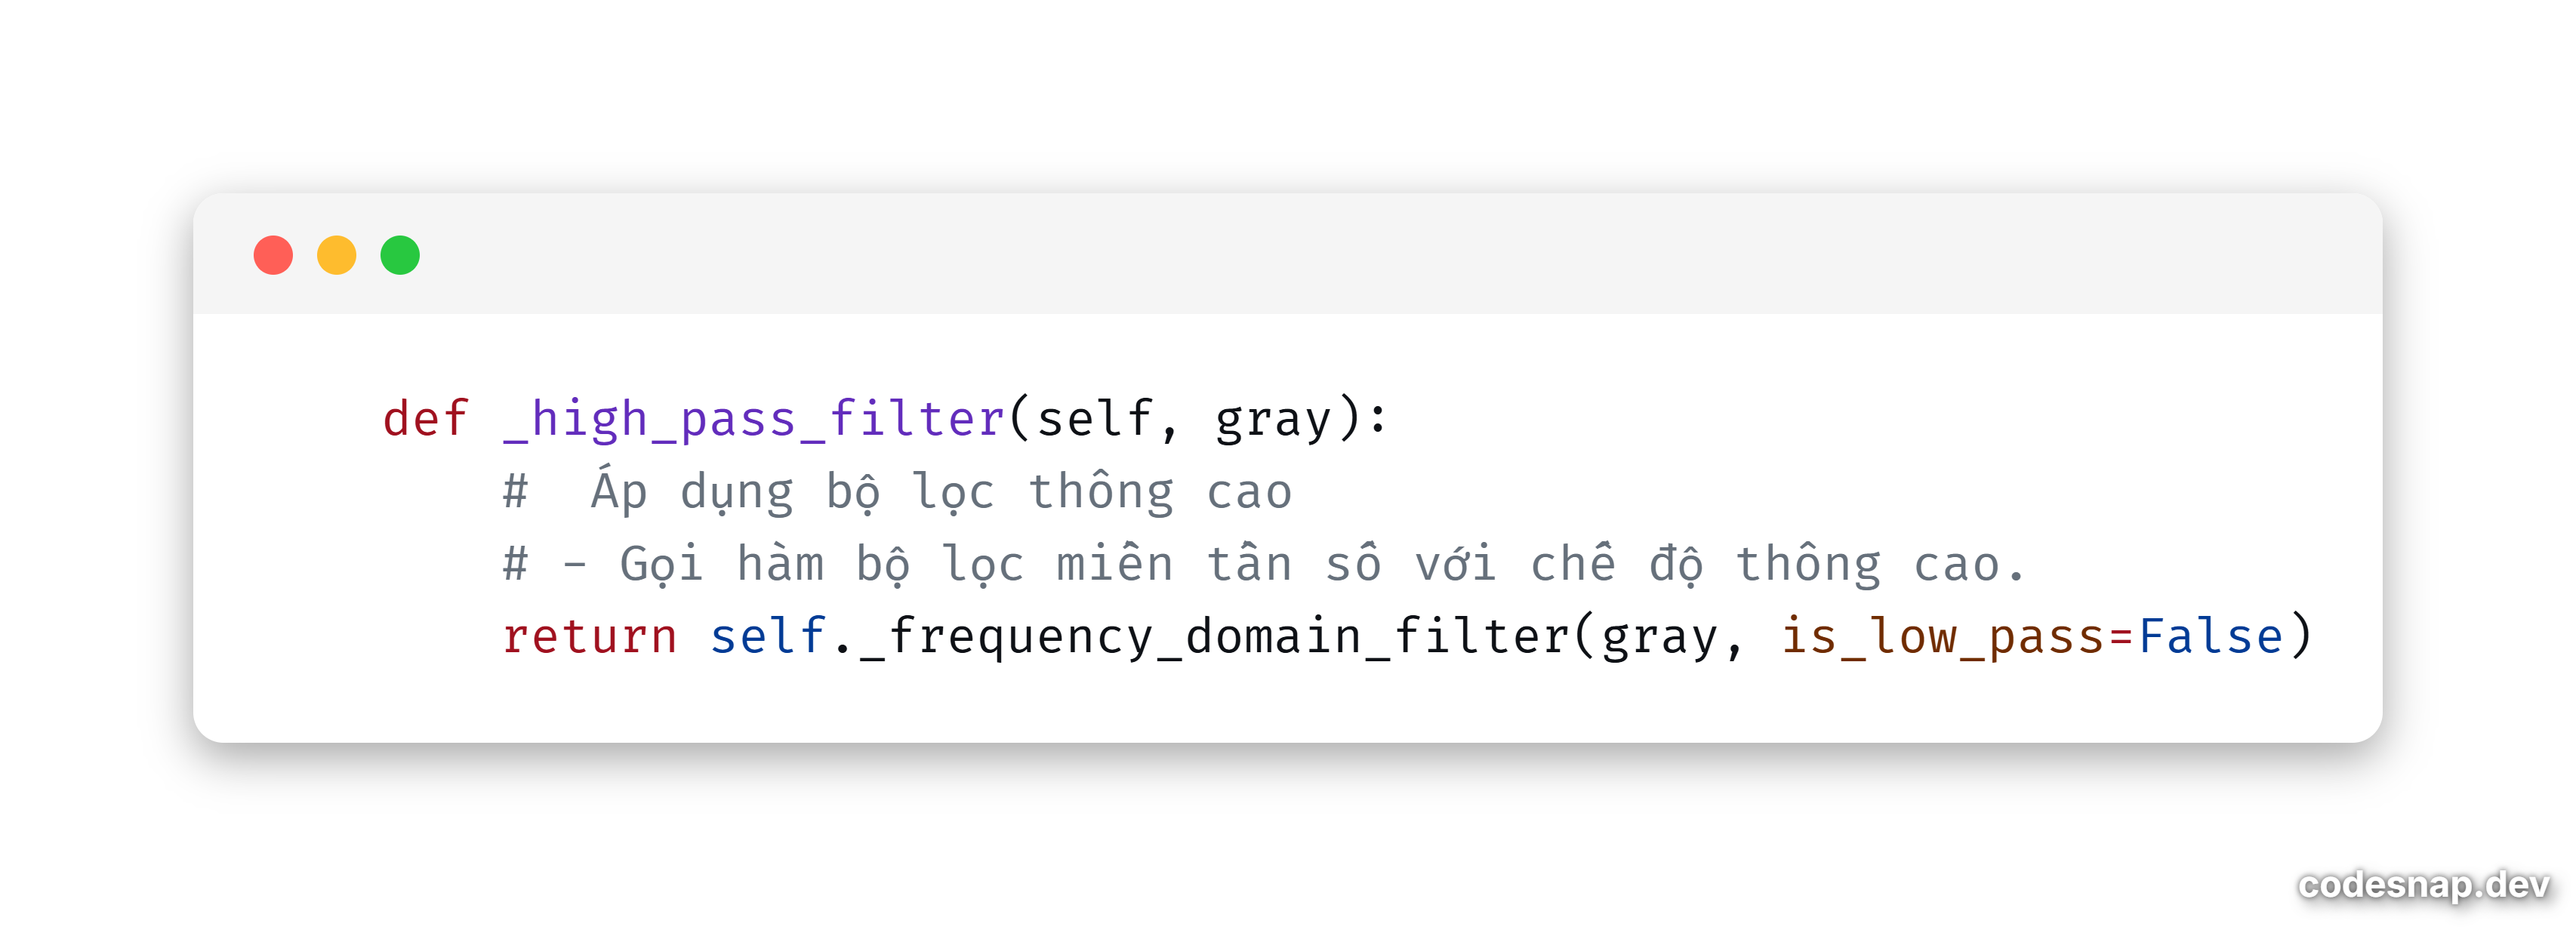 def _high_pass_filter(self, gray):
#  Áp dụng bộ lọc thông cao
# - Gọi hàm bộ lọc miền tần số với chế độ thông cao.
return self._frequency_domain_filter(gray, is_low_pass=False)
codesnap.dev